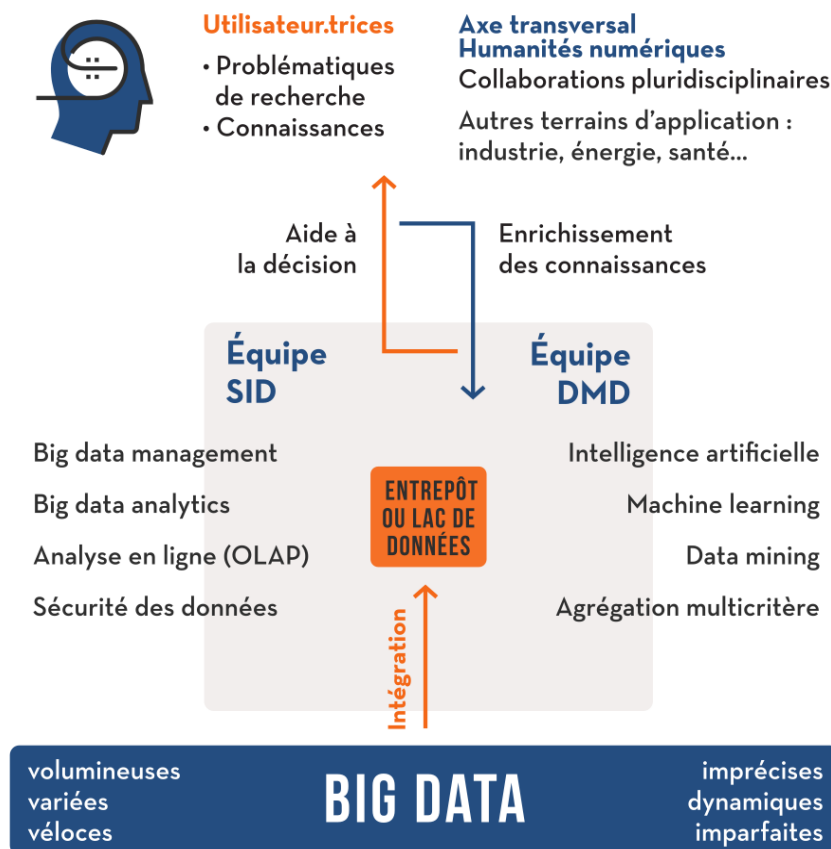 Utilisateur.trices
• Problématiques
de recherche
• Connaissances
Axe transversal
Humanités numériques
Collaborations pluridisciplinaires
Autres terrains d’application :
industrie, énergie, santé...
Aide à
la décision
Enrichissement
des connaissances
Équipe
SID
Équipe
DMD
Big data management
Big data analytics
Analyse en ligne (OLAP)
Sécurité des données
ENTREPÔT
OU LAC DE
DONNÉES
Intelligence artificielle
Machine learning
Data mining
Agrégation multicritère
Intégration
volumineuses
variées
véloces
BIG DATA
imprécises
dynamiques
imparfaites